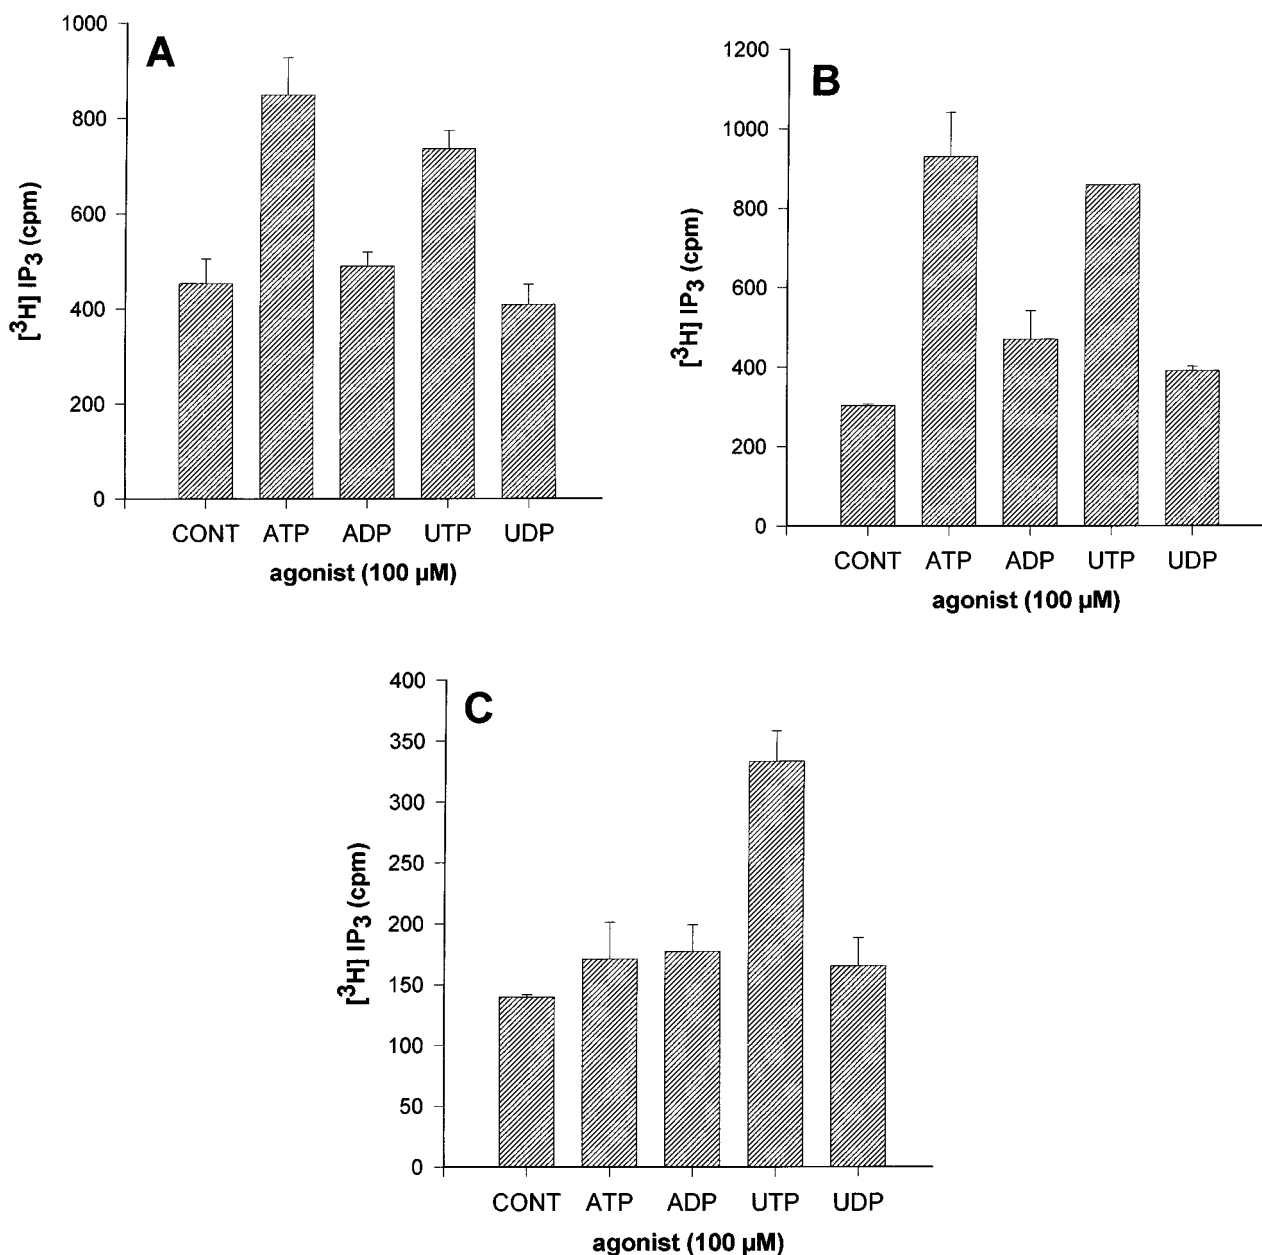 A
1000
800
600
400
200
0
[³H] IP₃ (cpm)
CONT ATP ADP UTP UDP
agonist (100 µM)
B
1200
1000
800
600
400
200
0
[³H] IP₃ (cpm)
CONT ATP ADP UTP UDP
agonist (100 µM)
C
400
350
300
250
200
150
100
50
0
[³H] IP₃ (cpm)
CONT ATP ADP UTP UDP
agonist (100 µM)